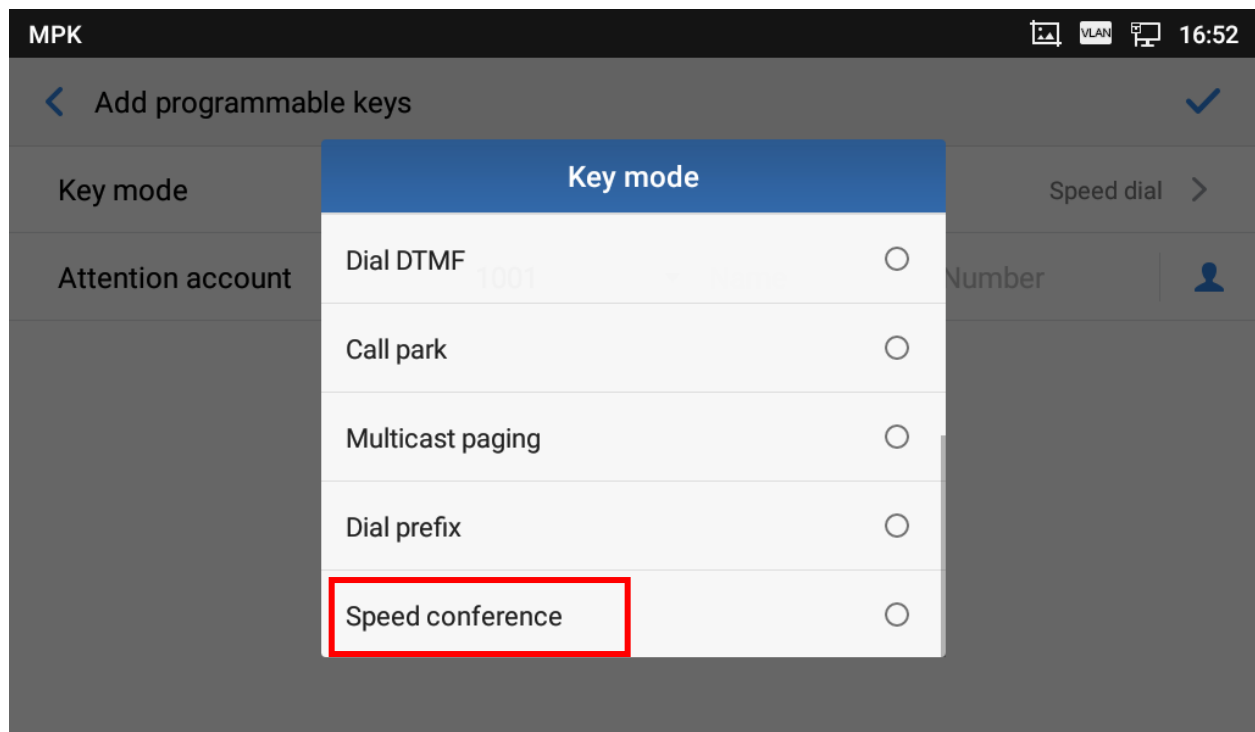 MPK VLAN 16:52
Add programmable keys
Key mode
Key mode Speed dial
Dial DTMF
Attention account 1001 Number
Call park
Multicast paging
Dial prefix
Speed conference